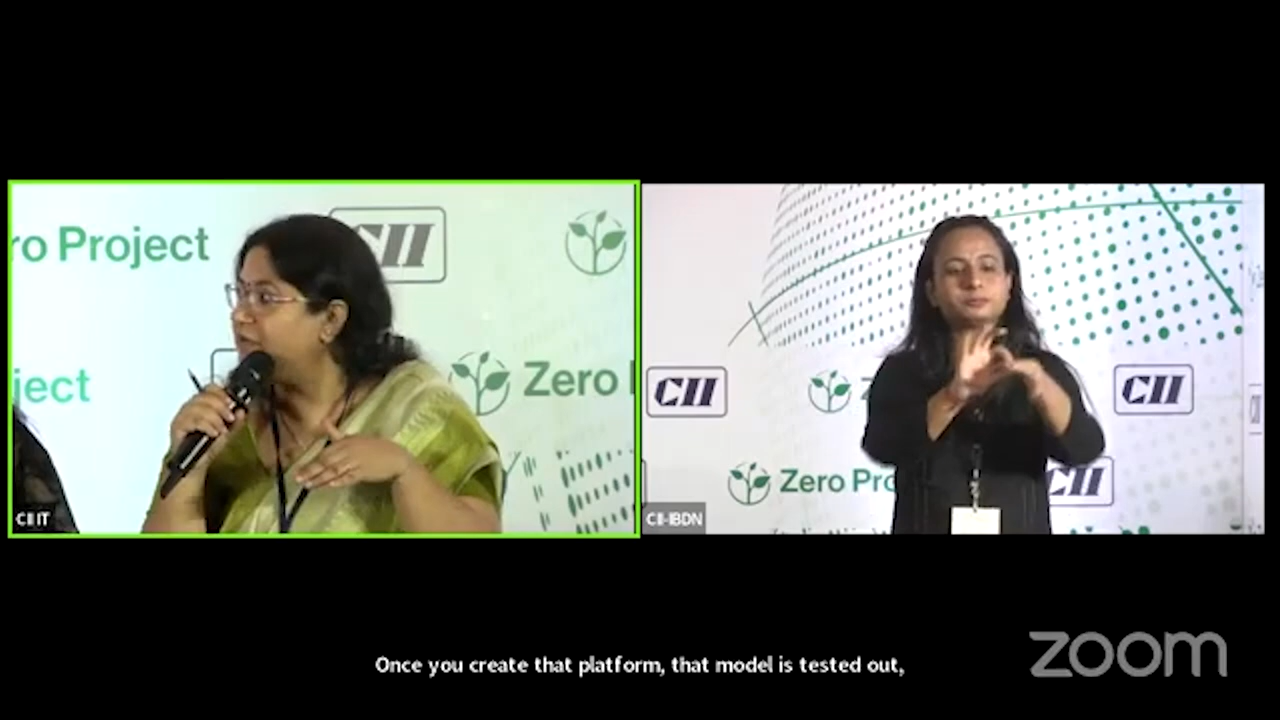 ro Project
CII
ject
Zero
CII IT
CII
CII
Zero Pro
CII
CII-IBDN
Once you create that platform, that model is tested out,
zoom